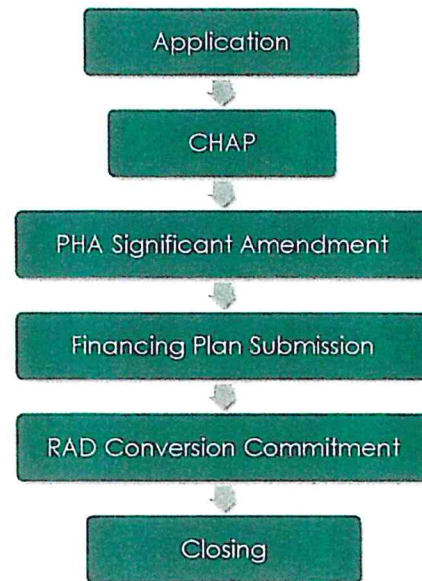 Application
CHAP
PHA Significant Amendment
Financing Plan Submission
RAD Conversion Commitment
Closing